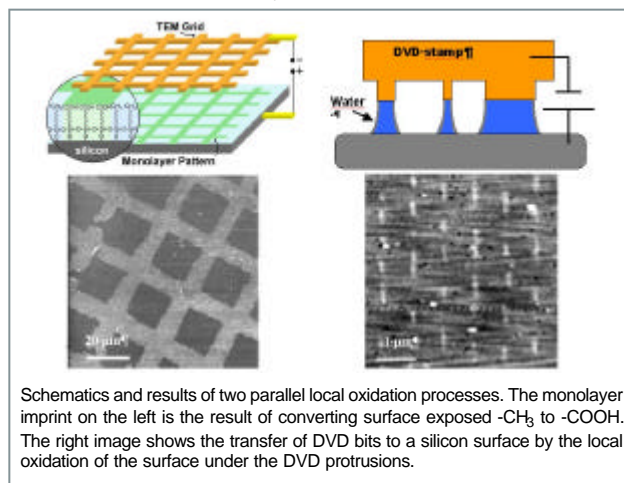 TEM Grid
silicon
Monolayer Pattern
20 µm¶
DVD-stamp¶
Water
¶
1µm¶
Schematics and results of two parallel local oxidation processes. The monolayer
imprint on the left is the result of converting surface exposed -CH3 to -COOH.
The right image shows the transfer of DVD bits to a silicon surface by the local
oxidation of the surface under the DVD protrusions.